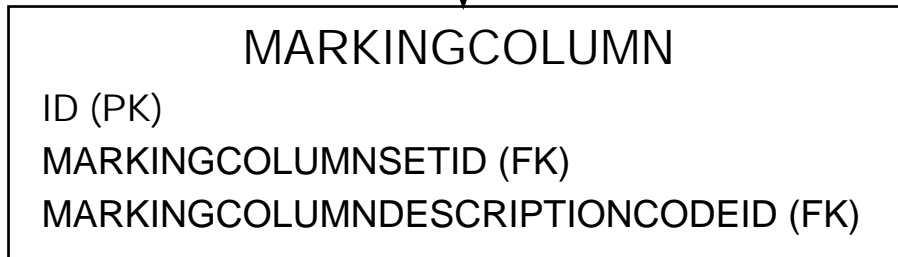 MARKINGCOLUMN
ID (PK)
MARKINGCOLUMNSETID (FK)
MARKINGCOLUMNDESCRIPTIONCODEID (FK)